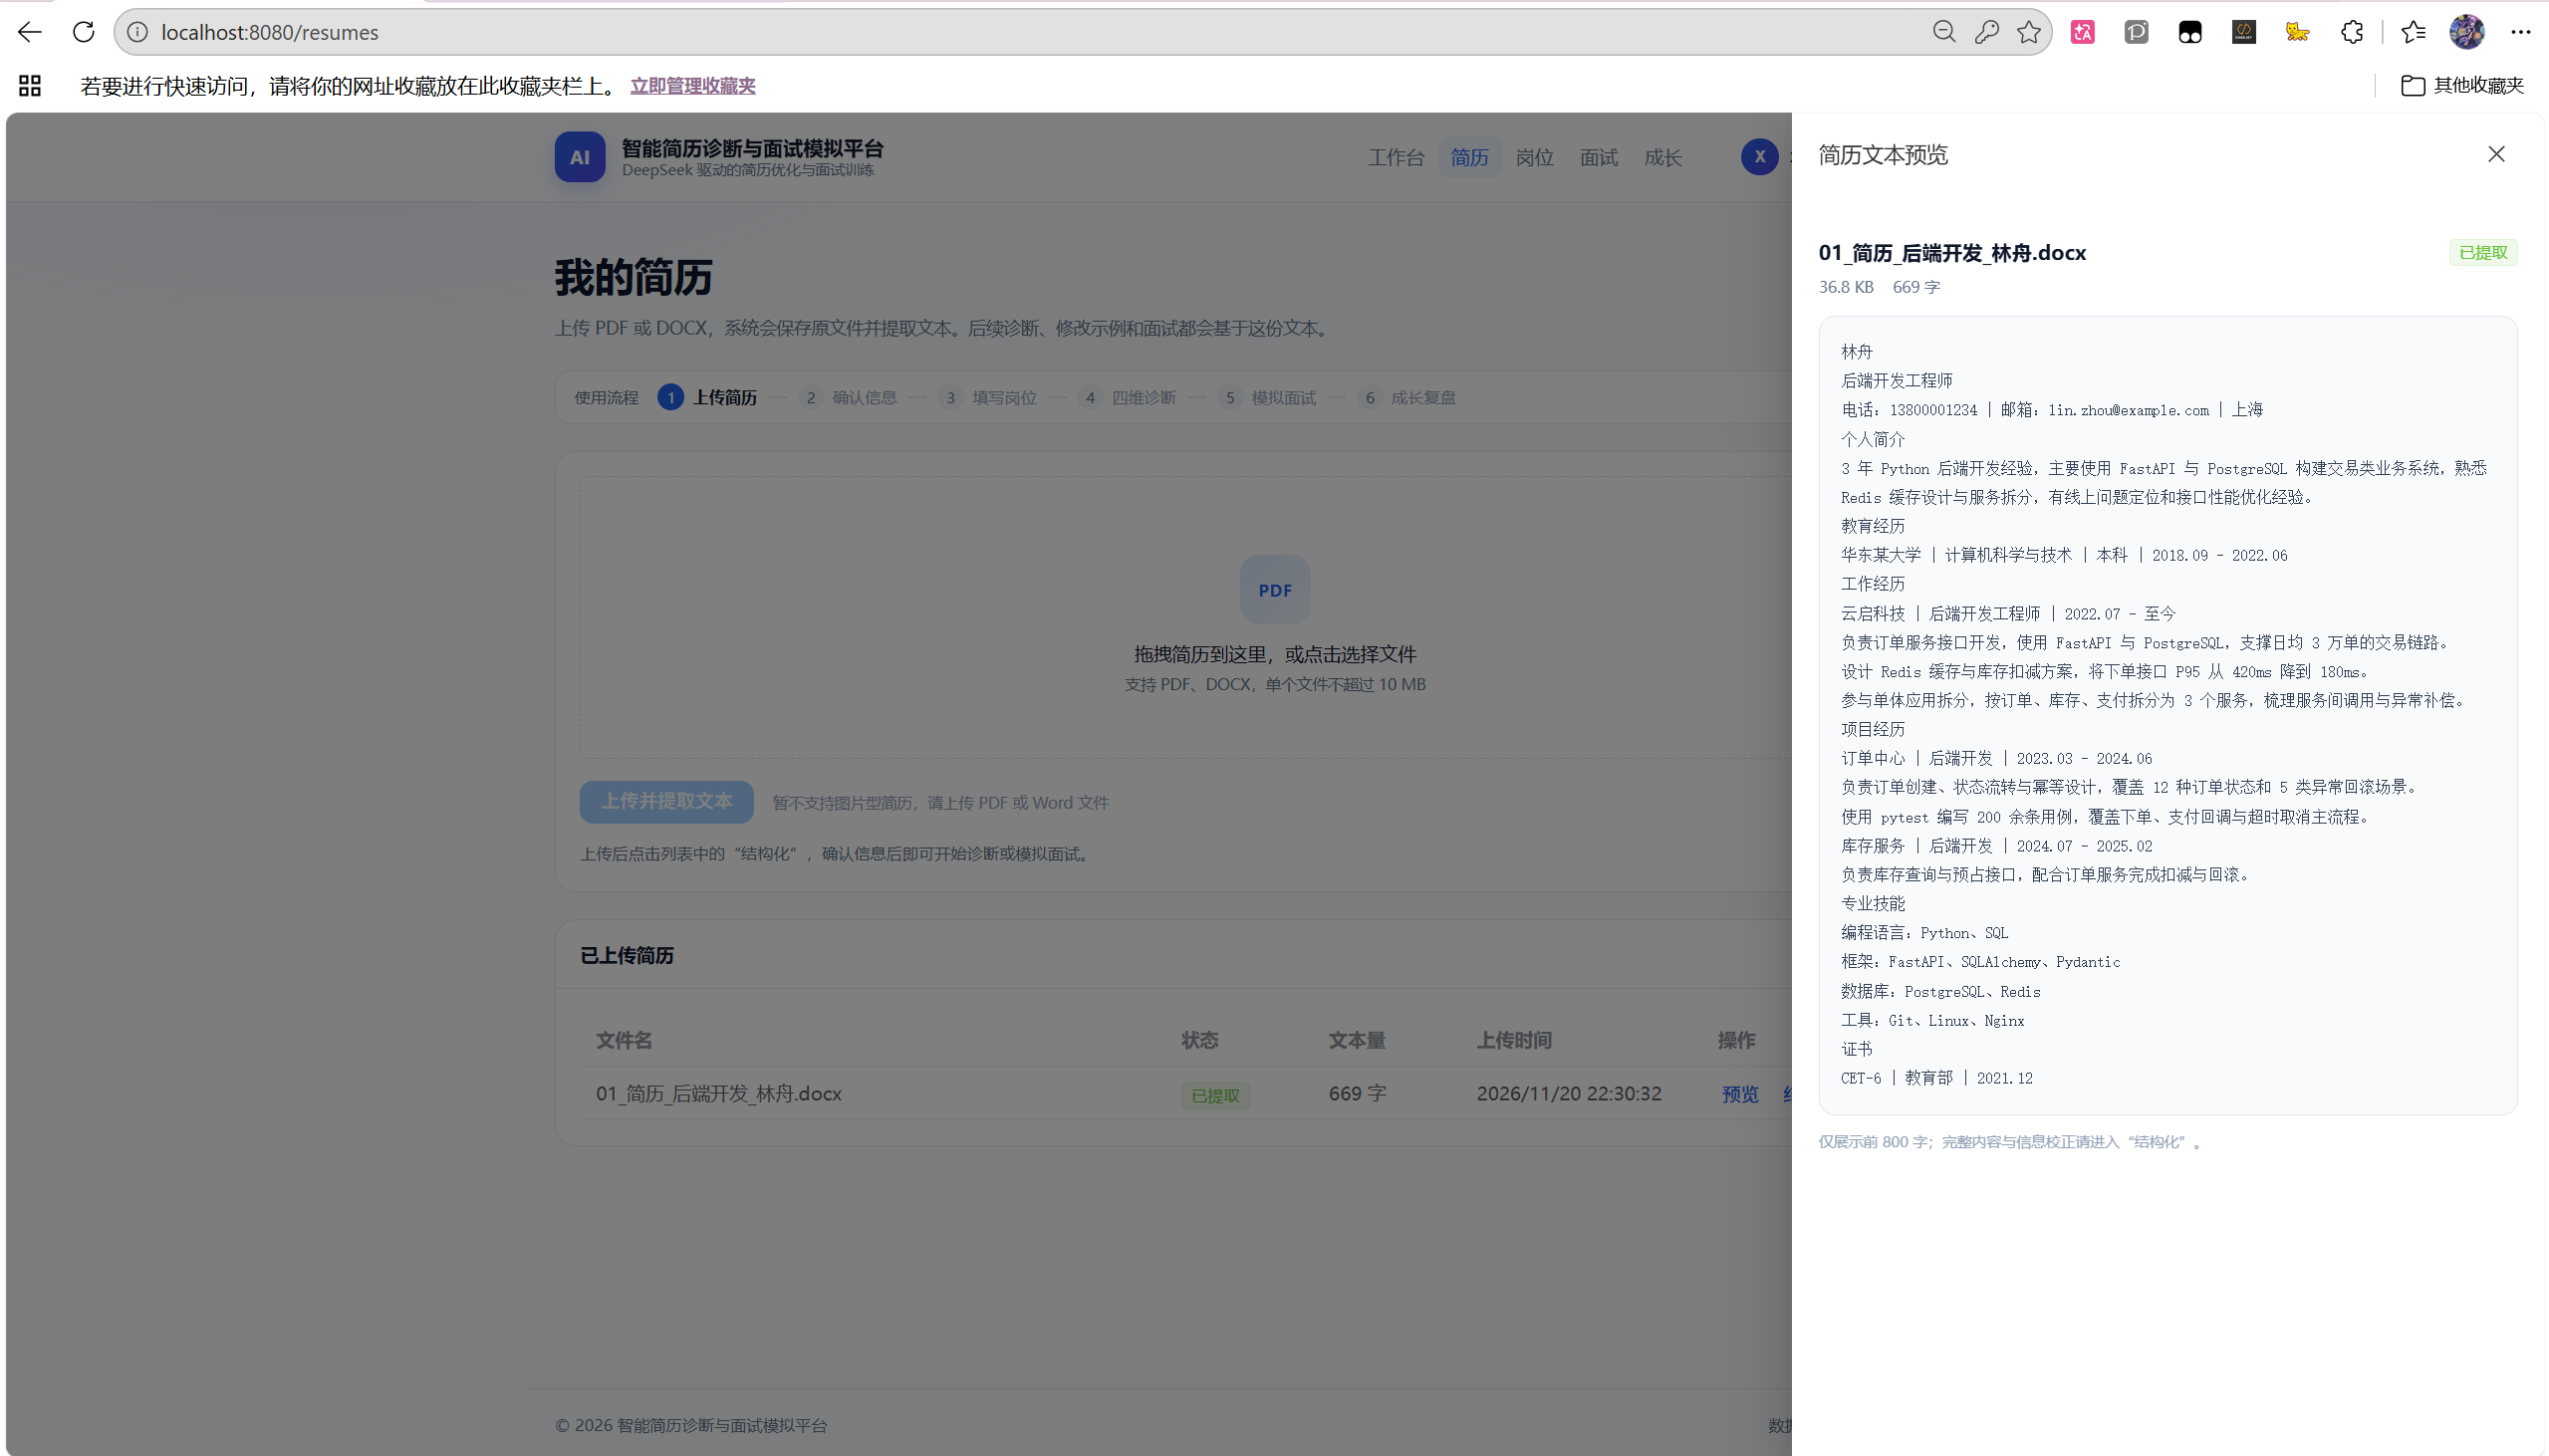 localhost:8080/resumes
若要进行快速访问，请将你的网址收藏放在此收藏夹栏上。 立即管理收藏夹
其他收藏夹
AI
智能简历诊断与面试模拟平台
DeepSeek 驱动的简历优化与面试训练
工作台 简历 岗位 面试 成长
X
我的简历
上传 PDF 或 DOCX，系统会保存原文件并提取文本。后续诊断、修改示例和面试都会基于这份文本。
使用流程 1 上传简历 2 确认信息 3 填写岗位 4 四维诊断 5 模拟面试 6 成长复盘
PDF
拖拽简历到这里，或点击选择文件
支持 PDF、DOCX，单个文件不超过 10 MB
上传并提取文本 暂不支持图片型简历，请上传 PDF 或 Word 文件
上传后点击列表中的“结构化”，确认信息后即可开始诊断或模拟面试。
已上传简历
文件名 状态 文本量 上传时间 操作
01_简历_后端开发_林舟.docx 已提取 669 字 2026/11/20 22:30:32 预览
© 2026 智能简历诊断与面试模拟平台
简历文本预览
01_简历_后端开发_林舟.docx 已提取
36.8 KB 669 字
林舟
后端开发工程师
电话：13800001234 | 邮箱：lin.zhou@example.com | 上海
个人简介
3 年 Python 后端开发经验，主要使用 FastAPI 与 PostgreSQL 构建交易类业务系统，熟悉
Redis 缓存设计与服务拆分，有线上问题定位和接口性能优化经验。
教育经历
华东某大学 | 计算机科学与技术 | 本科 | 2018.09 - 2022.06
工作经历
云启科技 | 后端开发工程师 | 2022.07 - 至今
负责订单服务接口开发，使用 FastAPI 与 PostgreSQL，支撑日均 3 万单的交易链路。
设计 Redis 缓存与库存扣减方案，将下单接口 P95 从 420ms 降到 180ms。
参与单体应用拆分，按订单、库存、支付拆分为 3 个服务，梳理服务间调用与异常补偿。
项目经历
订单中心 | 后端开发 | 2023.03 - 2024.06
负责订单创建、状态流转与幂等设计，覆盖 12 种订单状态和 5 类异常回滚场景。
使用 pytest 编写 200 余条用例，覆盖下单、支付回调与超时取消主流程。
库存服务 | 后端开发 | 2024.07 - 2025.02
负责库存查询与预占接口，配合订单服务完成扣减与回滚。
专业技能
编程语言：Python、SQL
框架：FastAPI、SQLAlchemy、Pydantic
数据库：PostgreSQL、Redis
工具：Git、Linux、Nginx
证书
CET-6 | 教育部 | 2021.12
仅展示前 800 字；完整内容与信息校正请进入“结构化”。